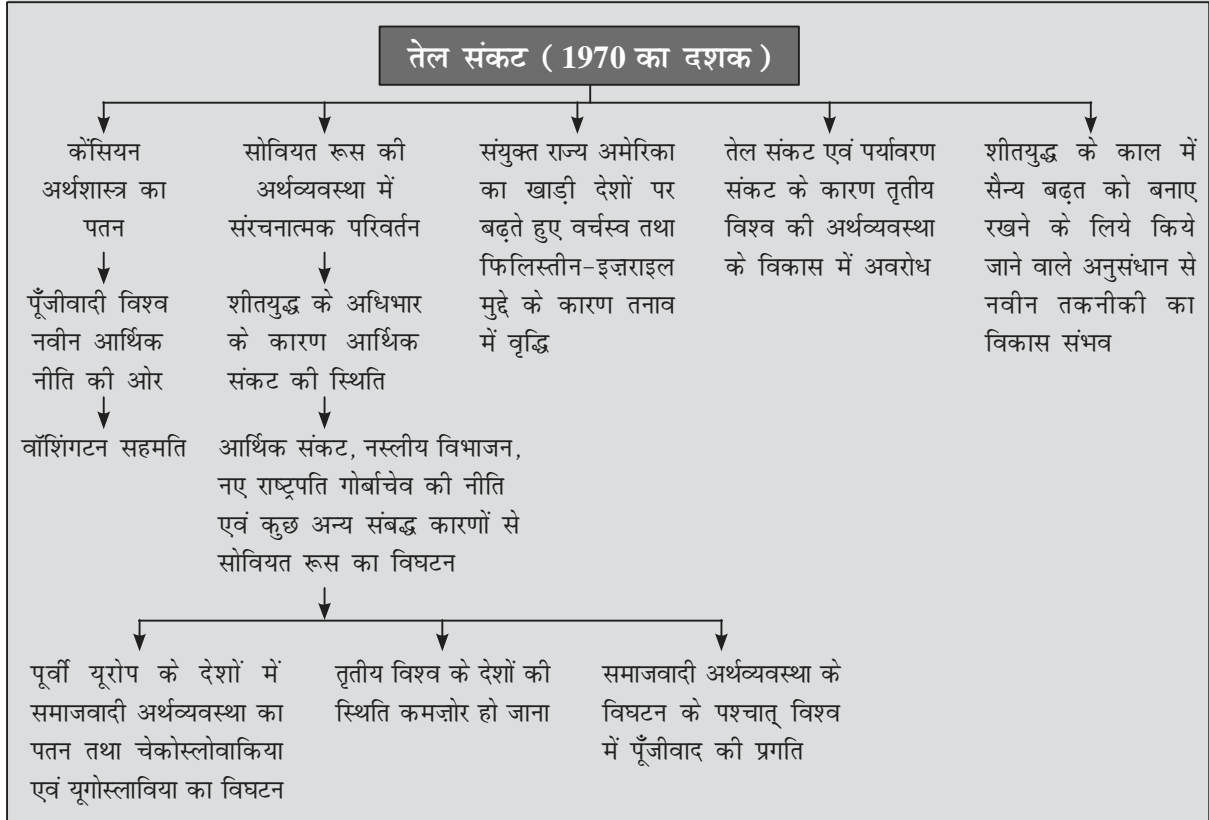 तेल संकट ( 1970 का दशक )
केंसियन
अर्थशास्त्र का
पतन
पूँजीवादी विश्व
नवीन आर्थिक
नीति की ओर
वॉशिंगटन सहमति
सोवियत रूस की
अर्थव्यवस्था में
संरचनात्मक परिवर्तन
शीतयुद्ध के अधिभार
के कारण आर्थिक
संकट की स्थिति
आर्थिक संकट, नस्लीय विभाजन,
नए राष्ट्रपति गोर्बाचेव की नीति
एवं कुछ अन्य संबद्ध कारणों से
सोवियत रूस का विघटन
संयुक्त राज्य अमेरिका
का खाड़ी देशों पर
बढ़ते हुए वर्चस्व तथा
फिलिस्तीन-इज़राइल
मुद्दे के कारण तनाव
में वृद्धि
तेल संकट एवं पर्यावरण
संकट के कारण तृतीय
विश्व की अर्थव्यवस्था
के विकास में अवरोध
शीतयुद्ध के काल में
सैन्य बढ़त को बनाए
रखने के लिये किये
जाने वाले अनुसंधान से
नवीन तकनीकी का
विकास संभव
पूर्वी यूरोप के देशों में
समाजवादी अर्थव्यवस्था का
पतन तथा चेकोस्लोवाकिया
एवं यूगोस्लाविया का विघटन
तृतीय विश्व के देशों की
स्थिति कमज़ोर हो जाना
समाजवादी अर्थव्यवस्था के
विघटन के पश्चात् विश्व
में पूँजीवाद की प्रगति